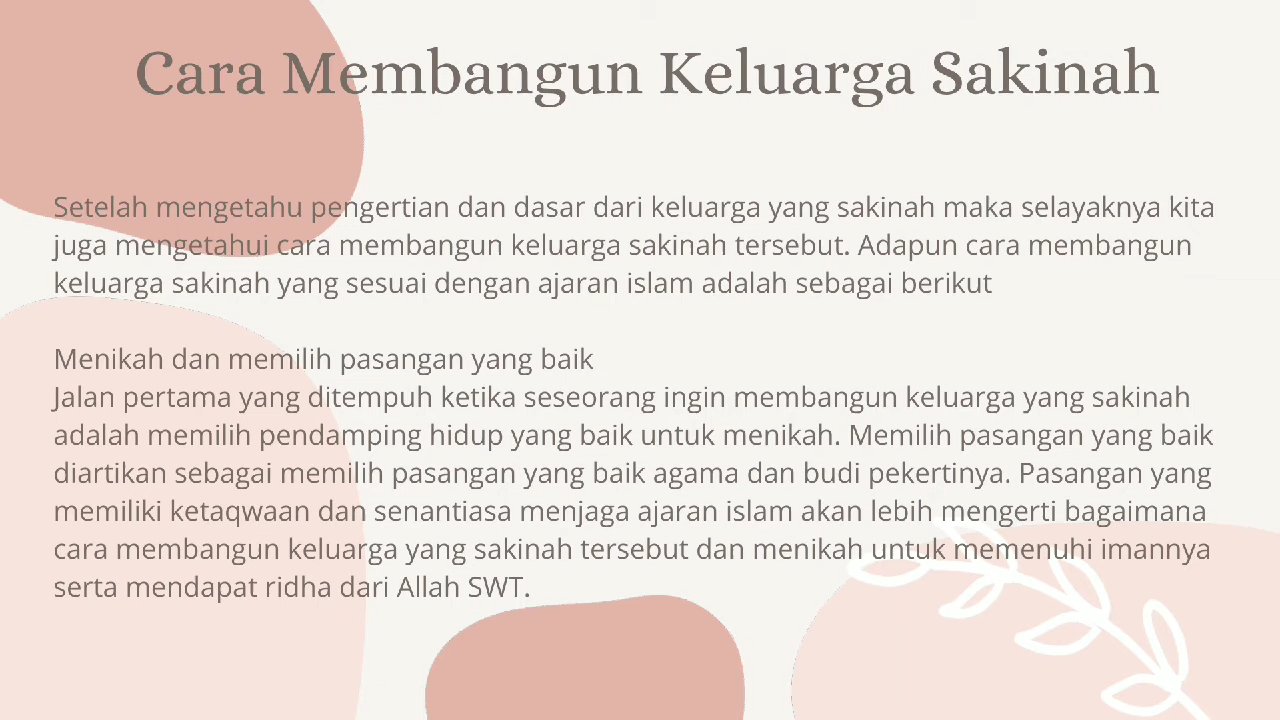 Cara Membangun Keluarga Sakinah
Setelah mengetahu pengertian dan dasar dari keluarga yang sakinah maka selayaknya kita
juga mengetahui cara membangun keluarga sakinah tersebut. Adapun cara membangun
keluarga sakinah yang sesuai dengan ajaran islam adalah sebagai berikut
Menikah dan memilih pasangan yang baik
Jalan pertama yang ditempuh ketika seseorang ingin membangun keluarga yang sakinah
adalah memilih pendamping hidup yang baik untuk menikah. Memilih pasangan yang baik
diartikan sebagai memilih pasangan yang baik agama dan budi pekertinya. Pasangan yang
memiliki ketaqwaan dan senantiasa menjaga ajaran islam akan lebih mengerti bagaimana
cara membangun keluarga yang sakinah tersebut dan menikah untuk memenuhi imannya
serta mendapat ridha dari Allah SWT.